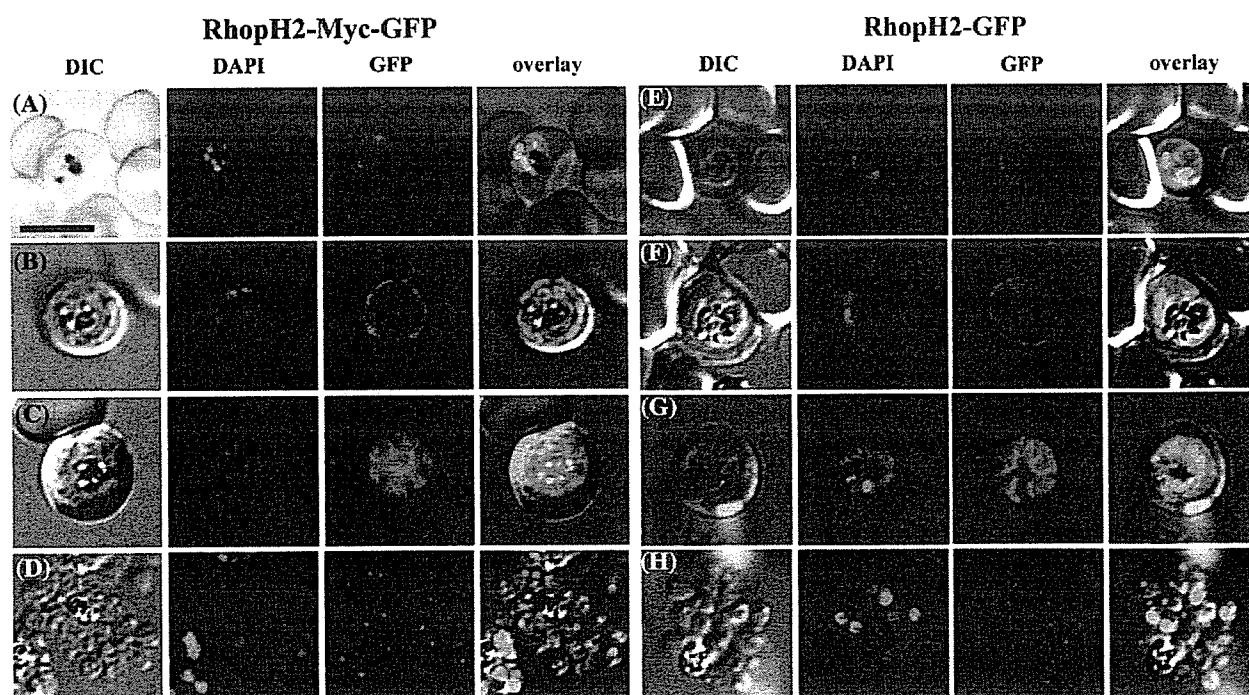 RhopH2-Myc-GFP RhopH2-GFP
DIC DAPI GFP overlay DIC DAPI GFP overlay
(A) (E)
(B) (F)
(C) (G)
(D) (H)